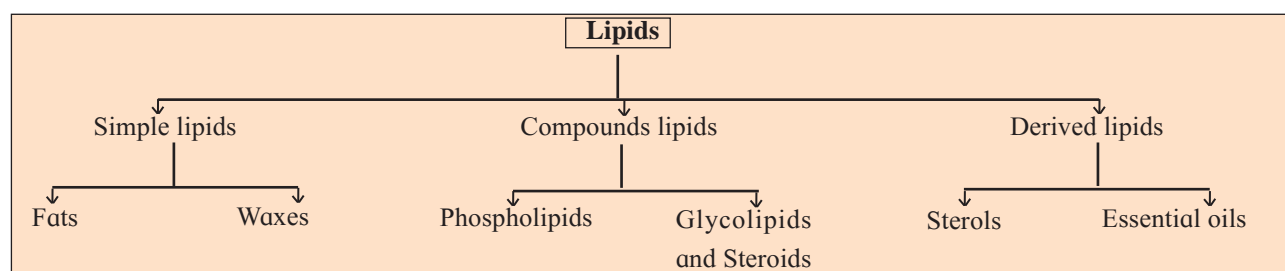 Lipids
Simple lipids
Compounds lipids
Derived lipids
Fats
Waxes
Phospholipids
Glycolipids
and Steroids
Sterols
Essential oils